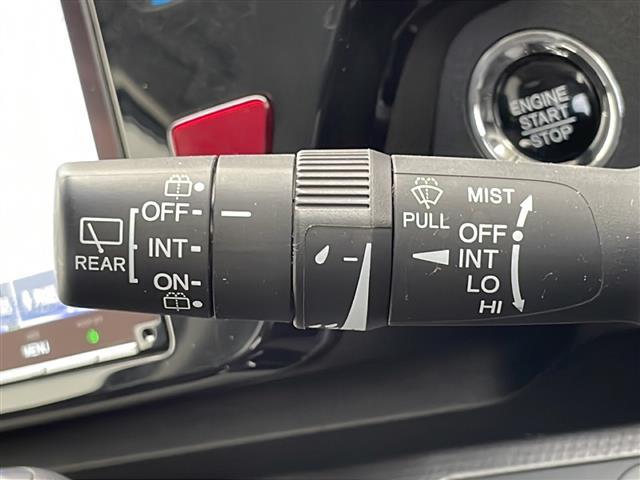 ENGINE
START
STOP
MIST
OFF
INT
LO
HI
PULL
OFF
INT
ON
REAR
MENU